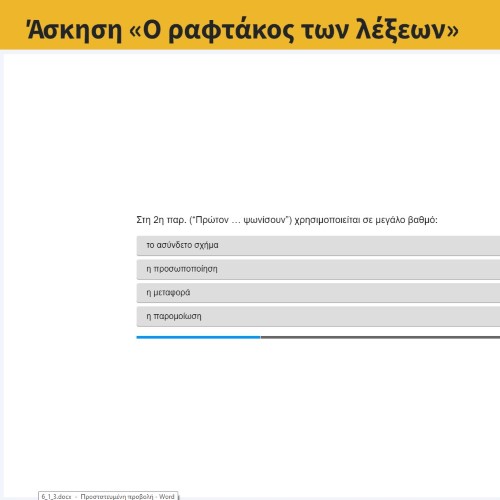 Άσκηση «Ο ραφτάκος των λέξεων»
Στη 2η παρ. ("Πρώτον … ψωνίσουν") χρησιμοποιείται σε μεγάλο βαθμό:
το ασύνδετο σχήμα
η προσωποποίηση
η μεταφορά
η παρομοίωση
6_1_3.docx - Προστατευμένη προβολή - Word